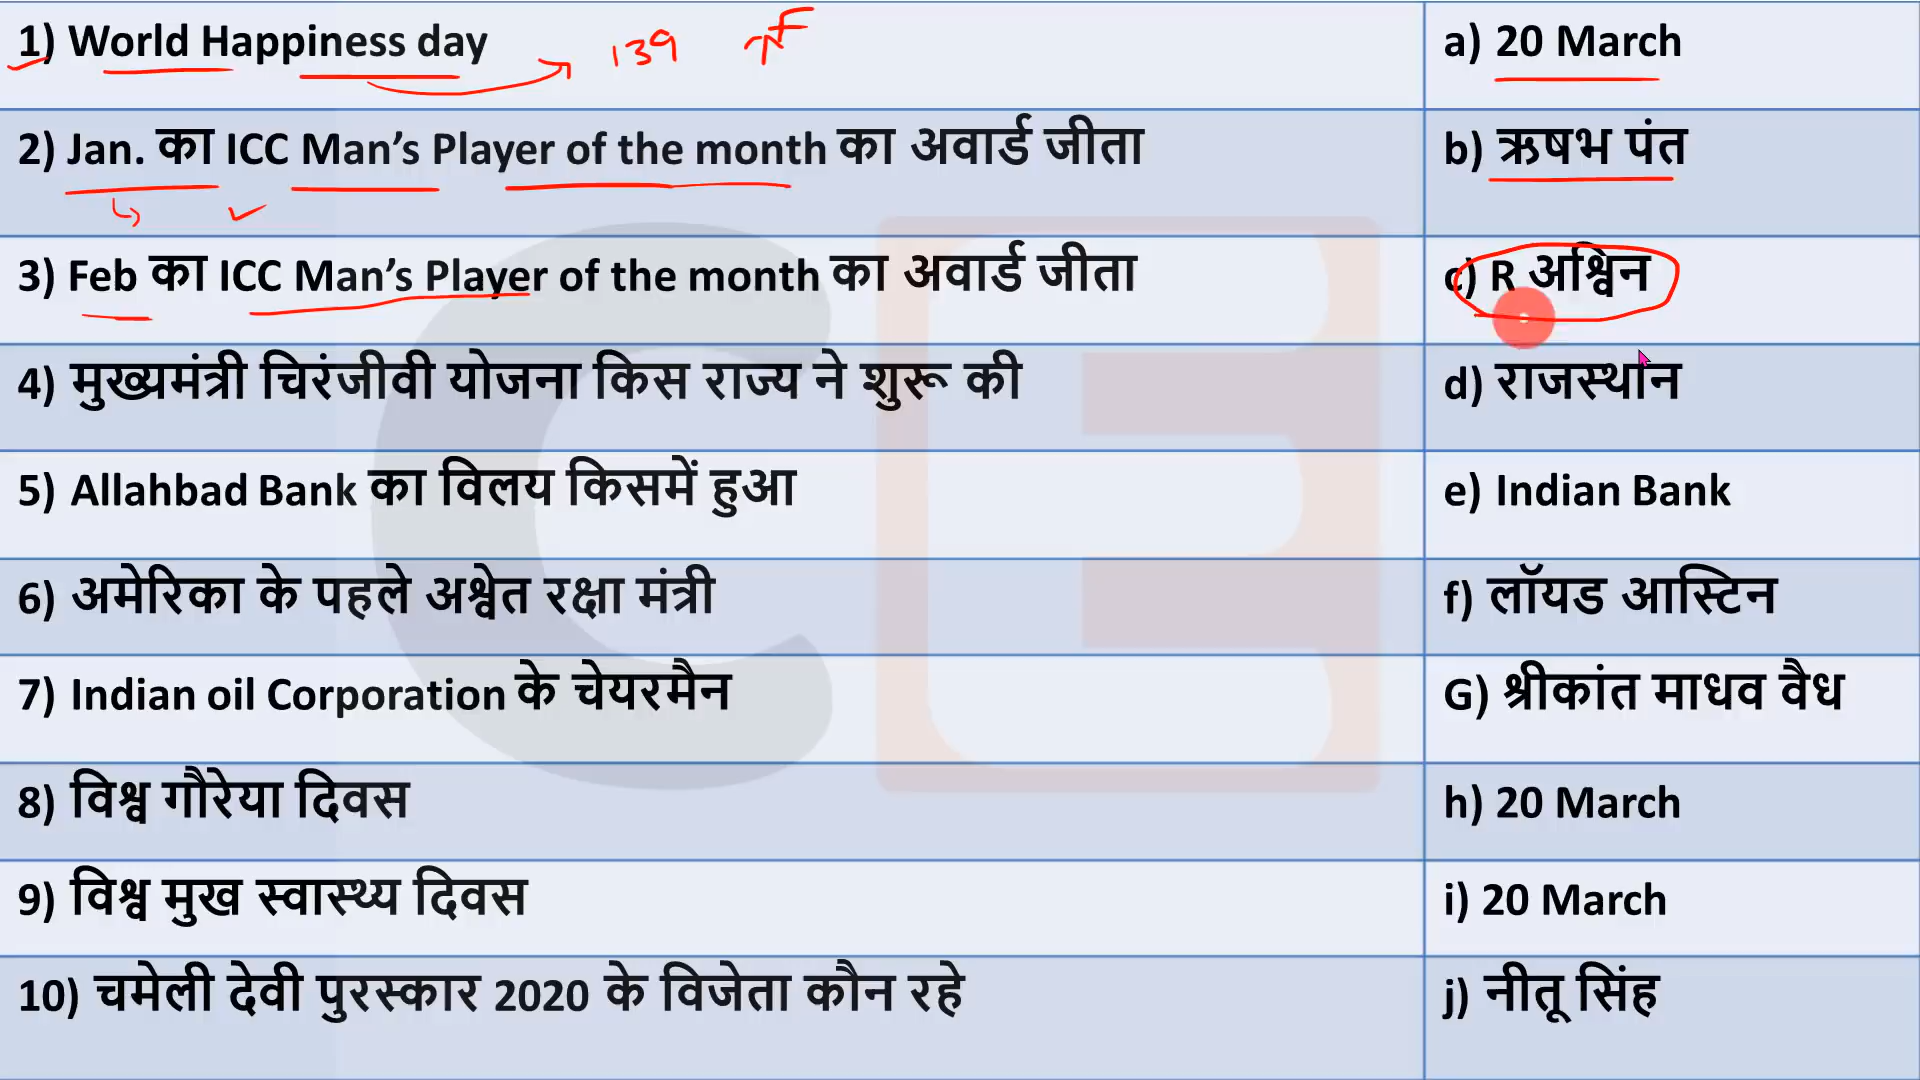 1) World Happiness day 139 a) 20 March
2) Jan. का ICC Man’s Player of the month का अवार्ड जीता b) ऋषभ पंत
3) Feb का ICC Man’s Player of the month का अवार्ड जीता c) R अश्विन
4) मुख्यमंत्री चिरंजीवी योजना किस राज्य ने शुरू की d) राजस्थान
5) Allahbad Bank का विलय किसमें हुआ e) Indian Bank
6) अमेरिका के पहले अश्वेत रक्षा मंत्री f) लॉयड आस्टिन
7) Indian oil Corporation के चेयरमैन G) श्रीकांत माधव वैध
8) विश्व गौरेया दिवस h) 20 March
9) विश्व मुख स्वास्थ्य दिवस i) 20 March
10) चमेली देवी पुरस्कार 2020 के विजेता कौन रहे j) नीतू सिंह
CE